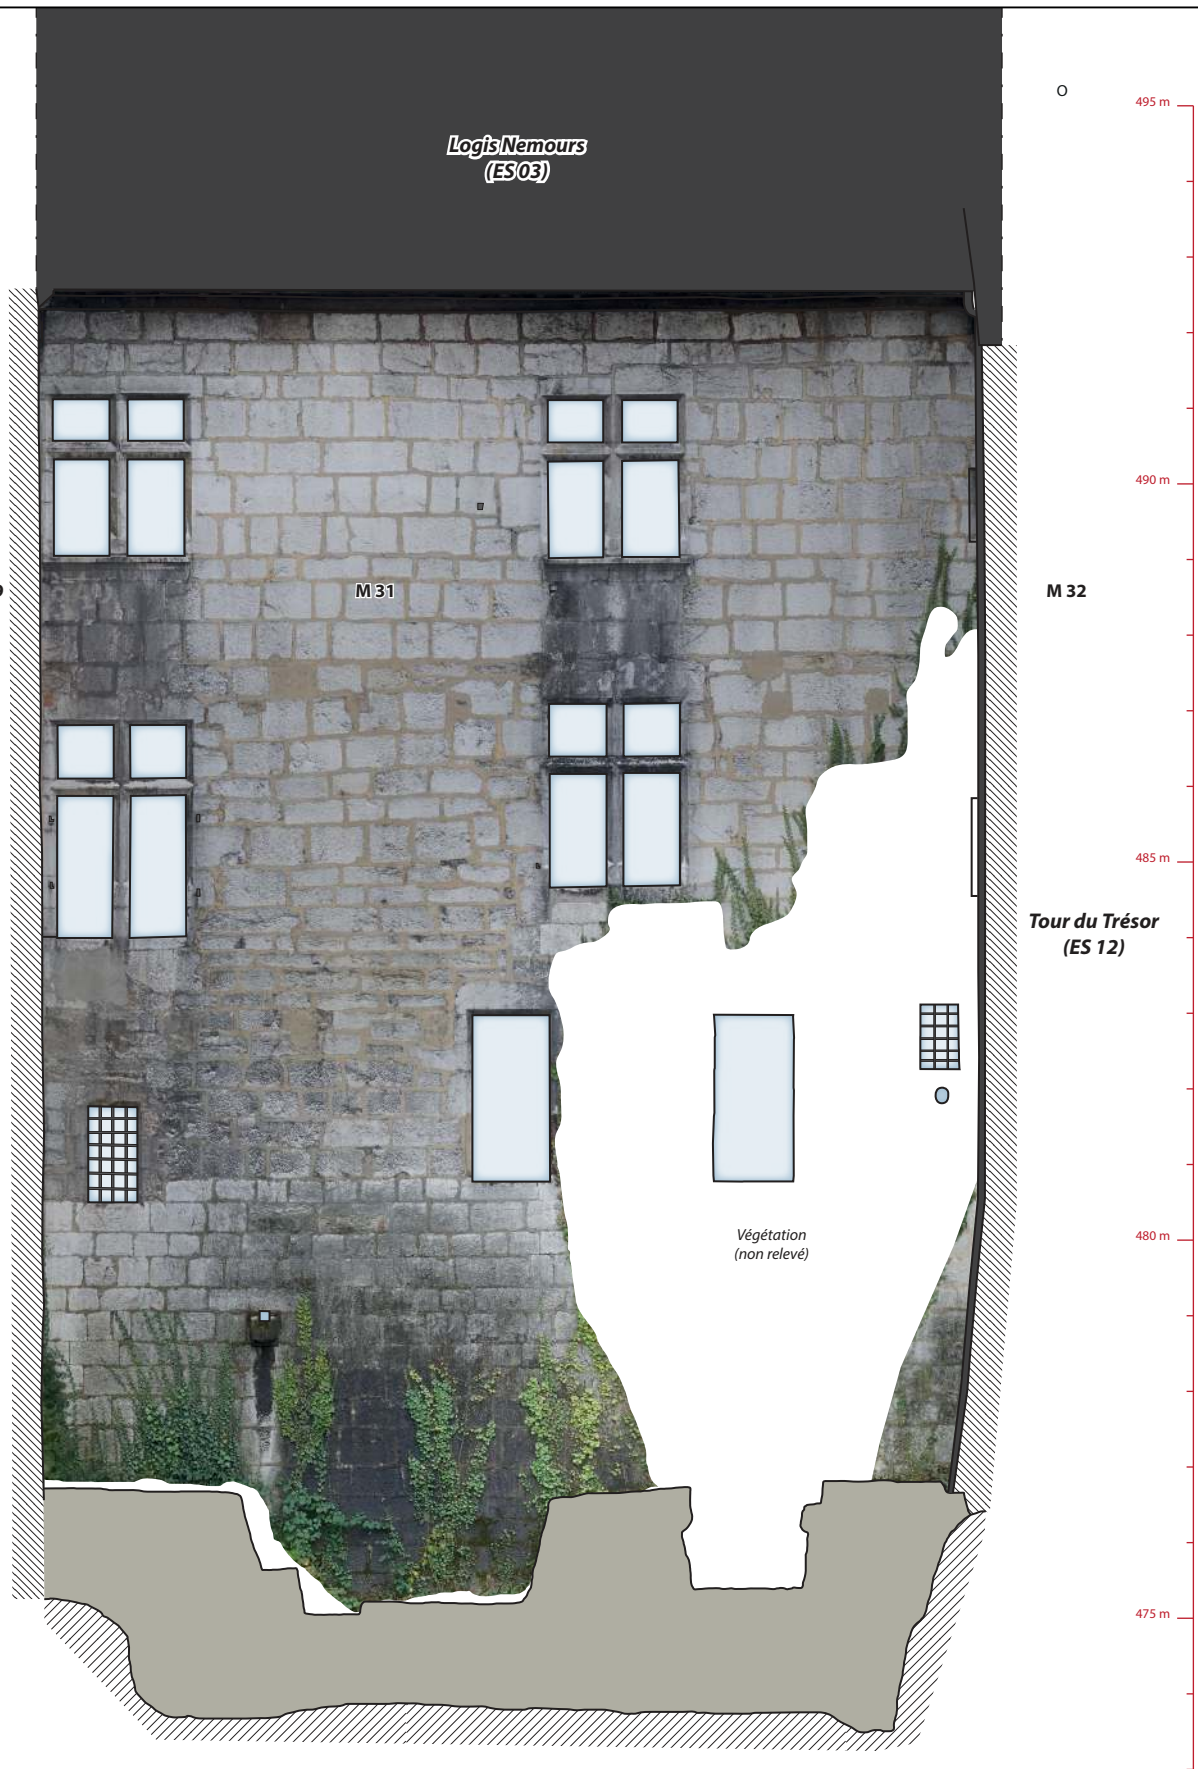 Logis Nemours
(ES 03)
O
495 m
490 m
M 31
M 32
485 m
Tour du Trésor
(ES 12)
Végétation
(non relevé)
480 m
475 m